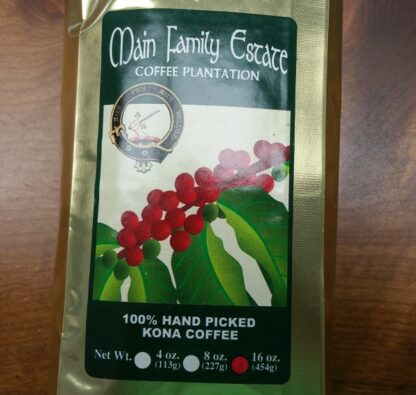 Main Family Estate
COFFEE PLANTATION
100% HAND PICKED
KONA COFFEE
Net Wt. 4 oz. 8 oz. 16 oz.
(113g) (227g) (454g)